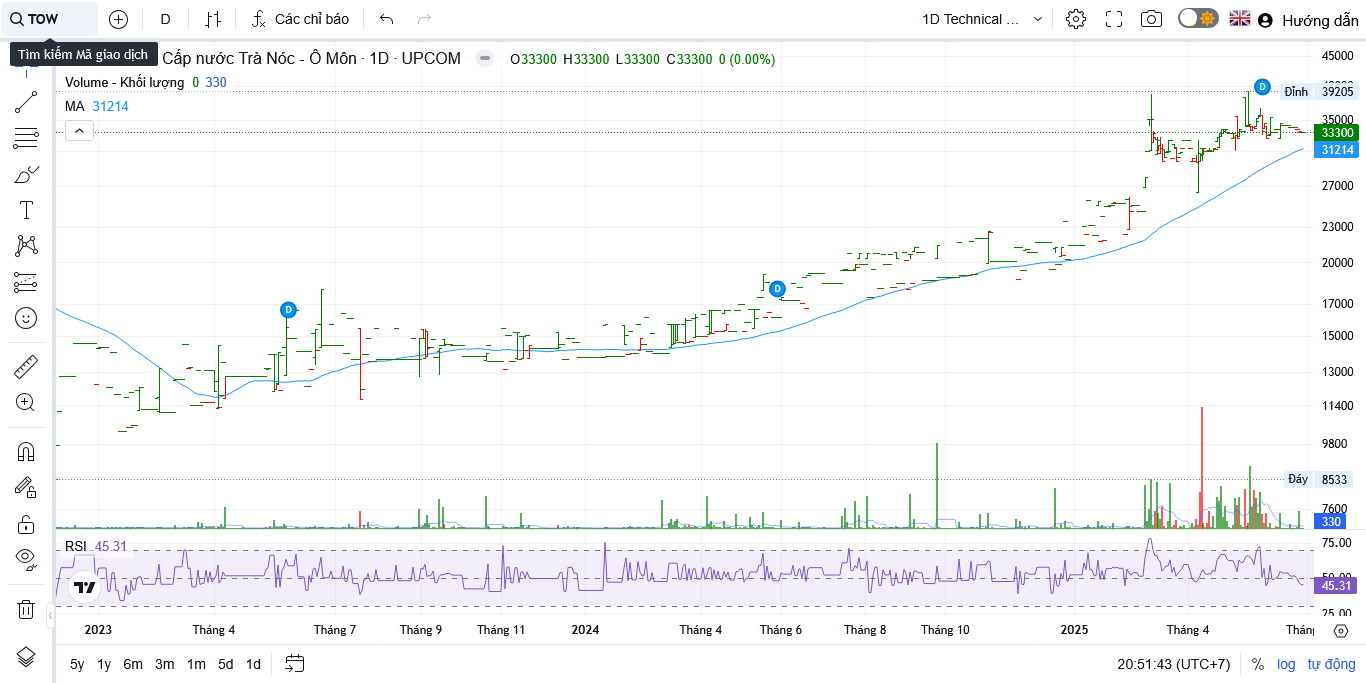 TOW
D
Các chỉ báo
1D Technical ...
Hướng dẫn
Tìm kiếm Mã giao dịch
Cấp nước Trà Nóc - Ô Môn · 1D · UPCOM
O33300 H33300 L33300 C33300 0 (0.00%)
Volume - Khối lượng 0 330
MA 31214
45000
Đỉnh 39205
35000
33300
31214
27000
23000
20000
17000
15000
13000
11400
9800
Đáy 8533
7600
330
D
D
D
RSI 45.31
75.00
50.00
45.31
25.00
2023 Tháng 4 Tháng 7 Tháng 9 Tháng 11 2024 Tháng 4 Tháng 6 Tháng 8 Tháng 10 2025 Tháng 4
5y 1y 6m 3m 1m 5d 1d
20:51:43 (UTC+7) % log tự động